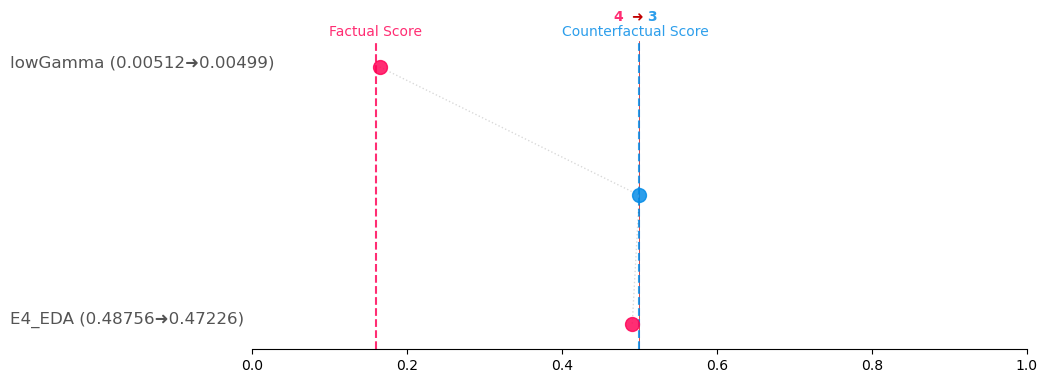 4 ➜ 3
Factual Score
Counterfactual Score
lowGamma (0.00512➜0.00499)
E4_EDA (0.48756➜0.47226)
0.0
0.2
0.4
0.6
0.8
1.0